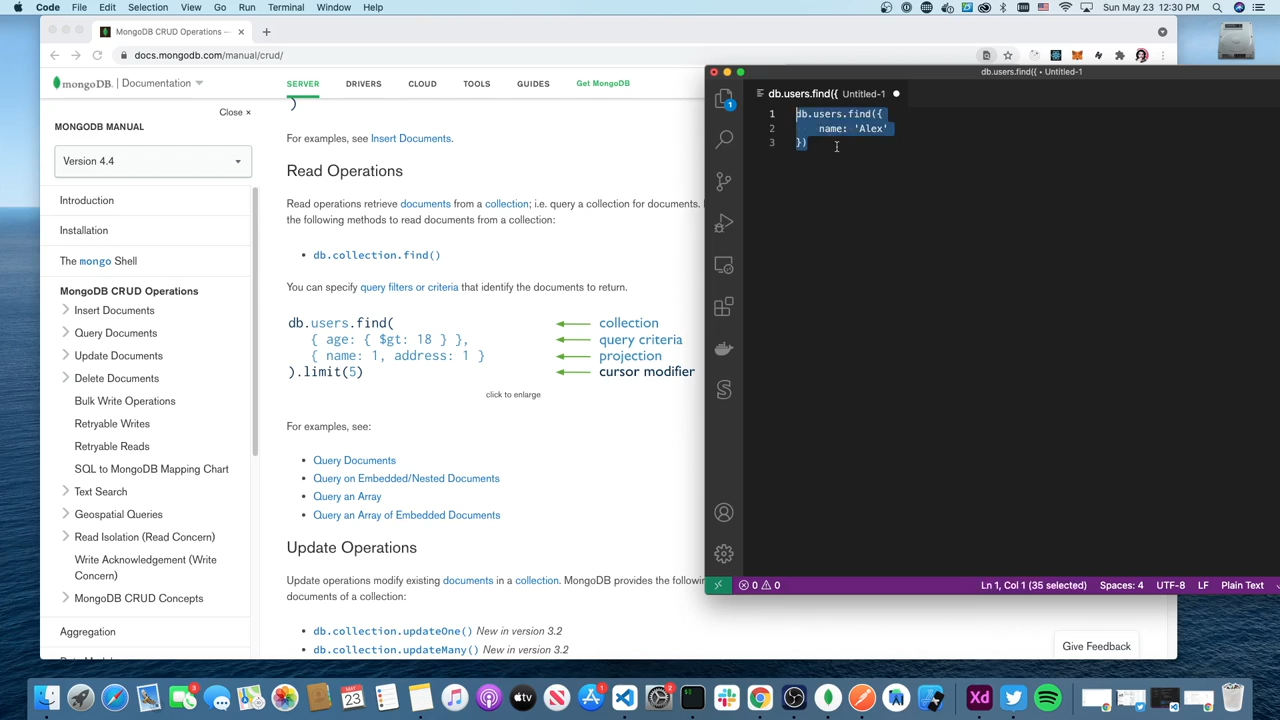 Code File Edit Selection View Go Run Terminal Window Help Sun May 23 12:30 PM
MongoDB CRUD Operations —
docs.mongodb.com/manual/crud/
mongoDB. Documentation
SERVER DRIVERS CLOUD TOOLS GUIDES Get MongoDB
Close ×
MONGODB MANUAL
Version 4.4
Introduction
Installation
The mongo Shell
MongoDB CRUD Operations
Insert Documents
Query Documents
Update Documents
Delete Documents
Bulk Write Operations
Retryable Writes
Retryable Reads
SQL to MongoDB Mapping Chart
Text Search
Geospatial Queries
Read Isolation (Read Concern)
Write Acknowledgement (Write
Concern)
MongoDB CRUD Concepts
Aggregation
)
For examples, see Insert Documents.
Read Operations
Read operations retrieve documents from a collection; i.e. query a collection for documents.
the following methods to read documents from a collection:
• db.collection.find()
You can specify query filters or criteria that identify the documents to return.
db.users.find( collection
{ age: { $gt: 18 } }, query criteria
{ name: 1, address: 1 } projection
).limit(5) cursor modifier
click to enlarge
For examples, see:
• Query Documents
• Query on Embedded/Nested Documents
• Query an Array
• Query an Array of Embedded Documents
Update Operations
Update operations modify existing documents in a collection. MongoDB provides the following
documents of a collection:
• db.collection.updateOne() New in version 3.2
• db.collection.updateMany() New in version 3.2
Give Feedback
db.users.find({ • Untitled-1
db.users.find({ Untitled-1
1 db.users.find({
2 name: 'Alex'
3 })
1
0 0 Ln 1, Col 1 (35 selected) Spaces: 4 UTF-8 LF Plain Text
3
MAY
23
tv
1
1
Xd